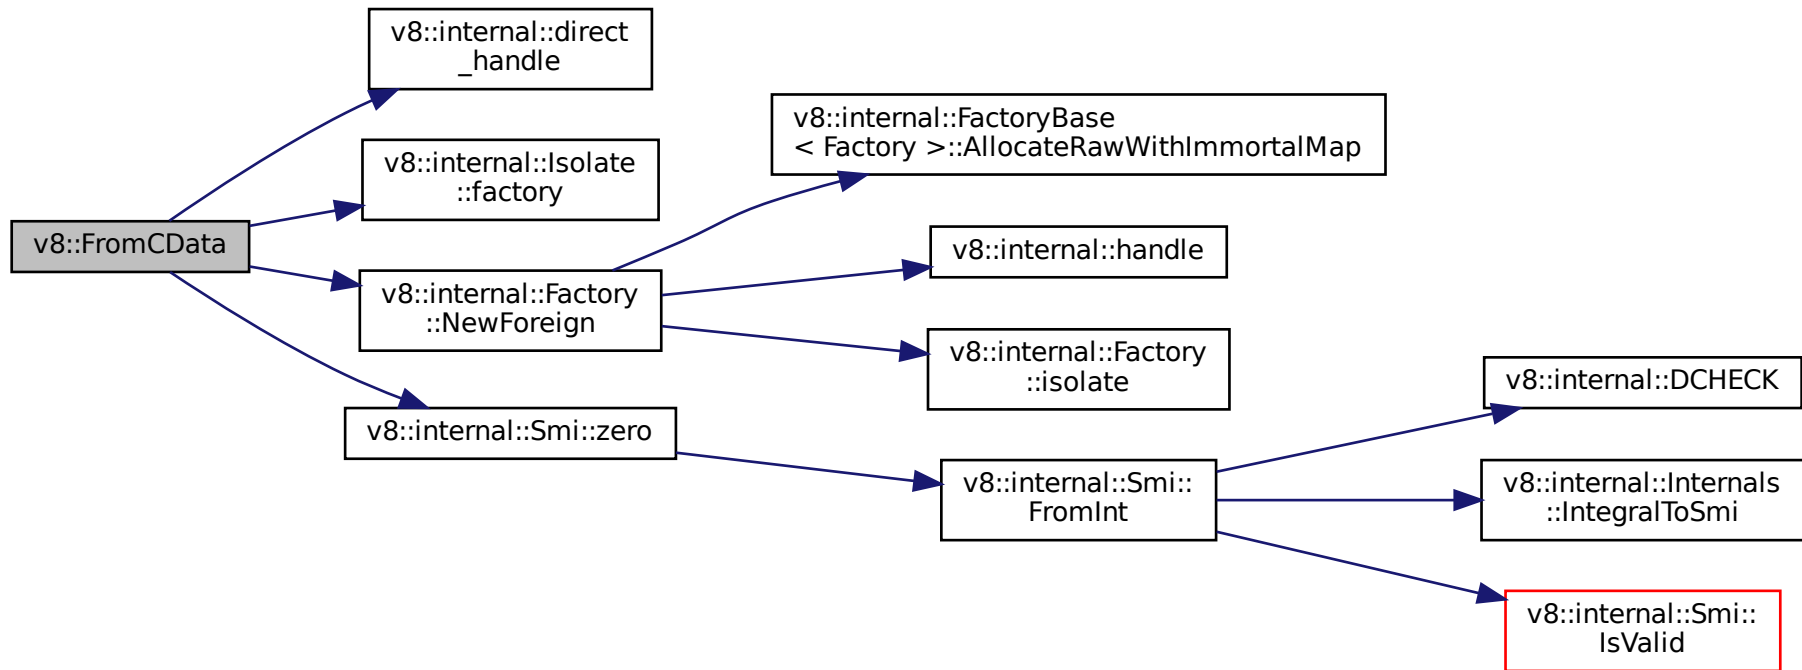 v8::internal::direct
_handle
v8::internal::Isolate
::factory
v8::FromCData
v8::internal::Factory
::NewForeign
v8::internal::Smi::zero
v8::internal::FactoryBase
< Factory >::AllocateRawWithImmortalMap
v8::internal::handle
v8::internal::Factory
::isolate
v8::internal::Smi::
FromInt
v8::internal::DCHECK
v8::internal::Internals
::IntegralToSmi
v8::internal::Smi::
IsValid